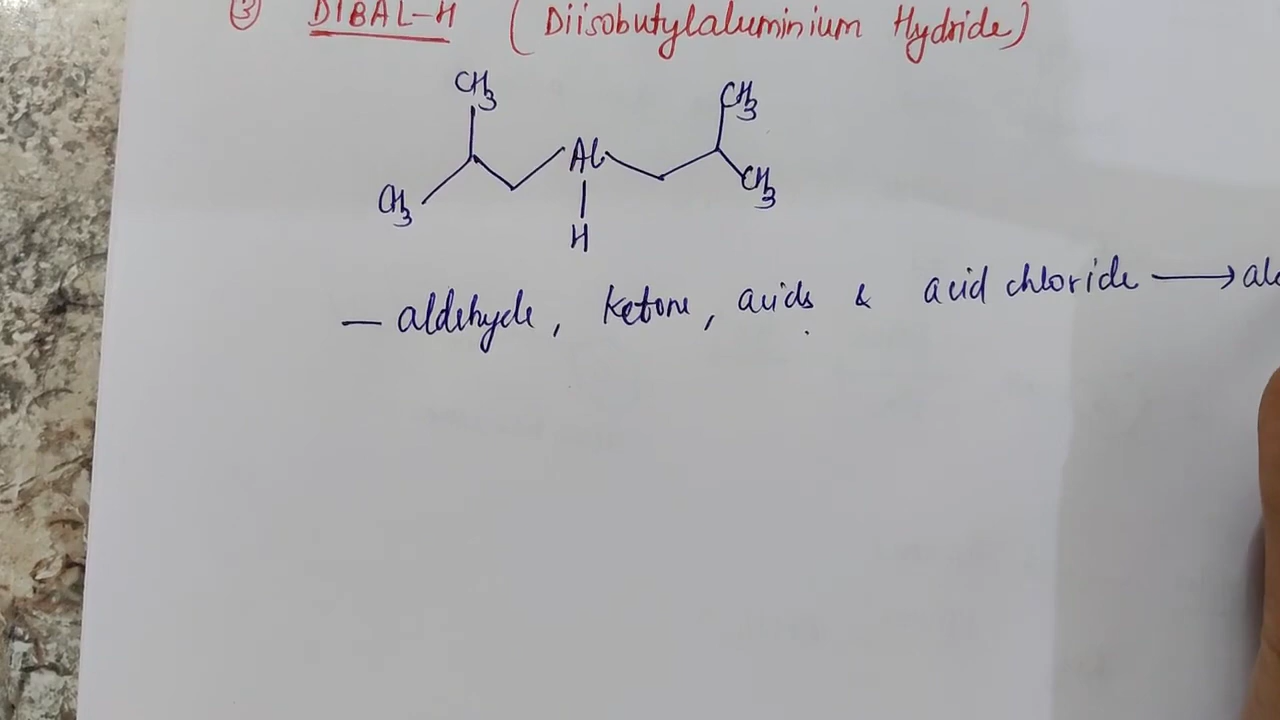 ③ DIBAL-H (Diisobutylaluminium Hydride)
CH3 CH3
Al
CH3 CH3
H
— aldehyde, ketone, acids & acid chloride ⟶